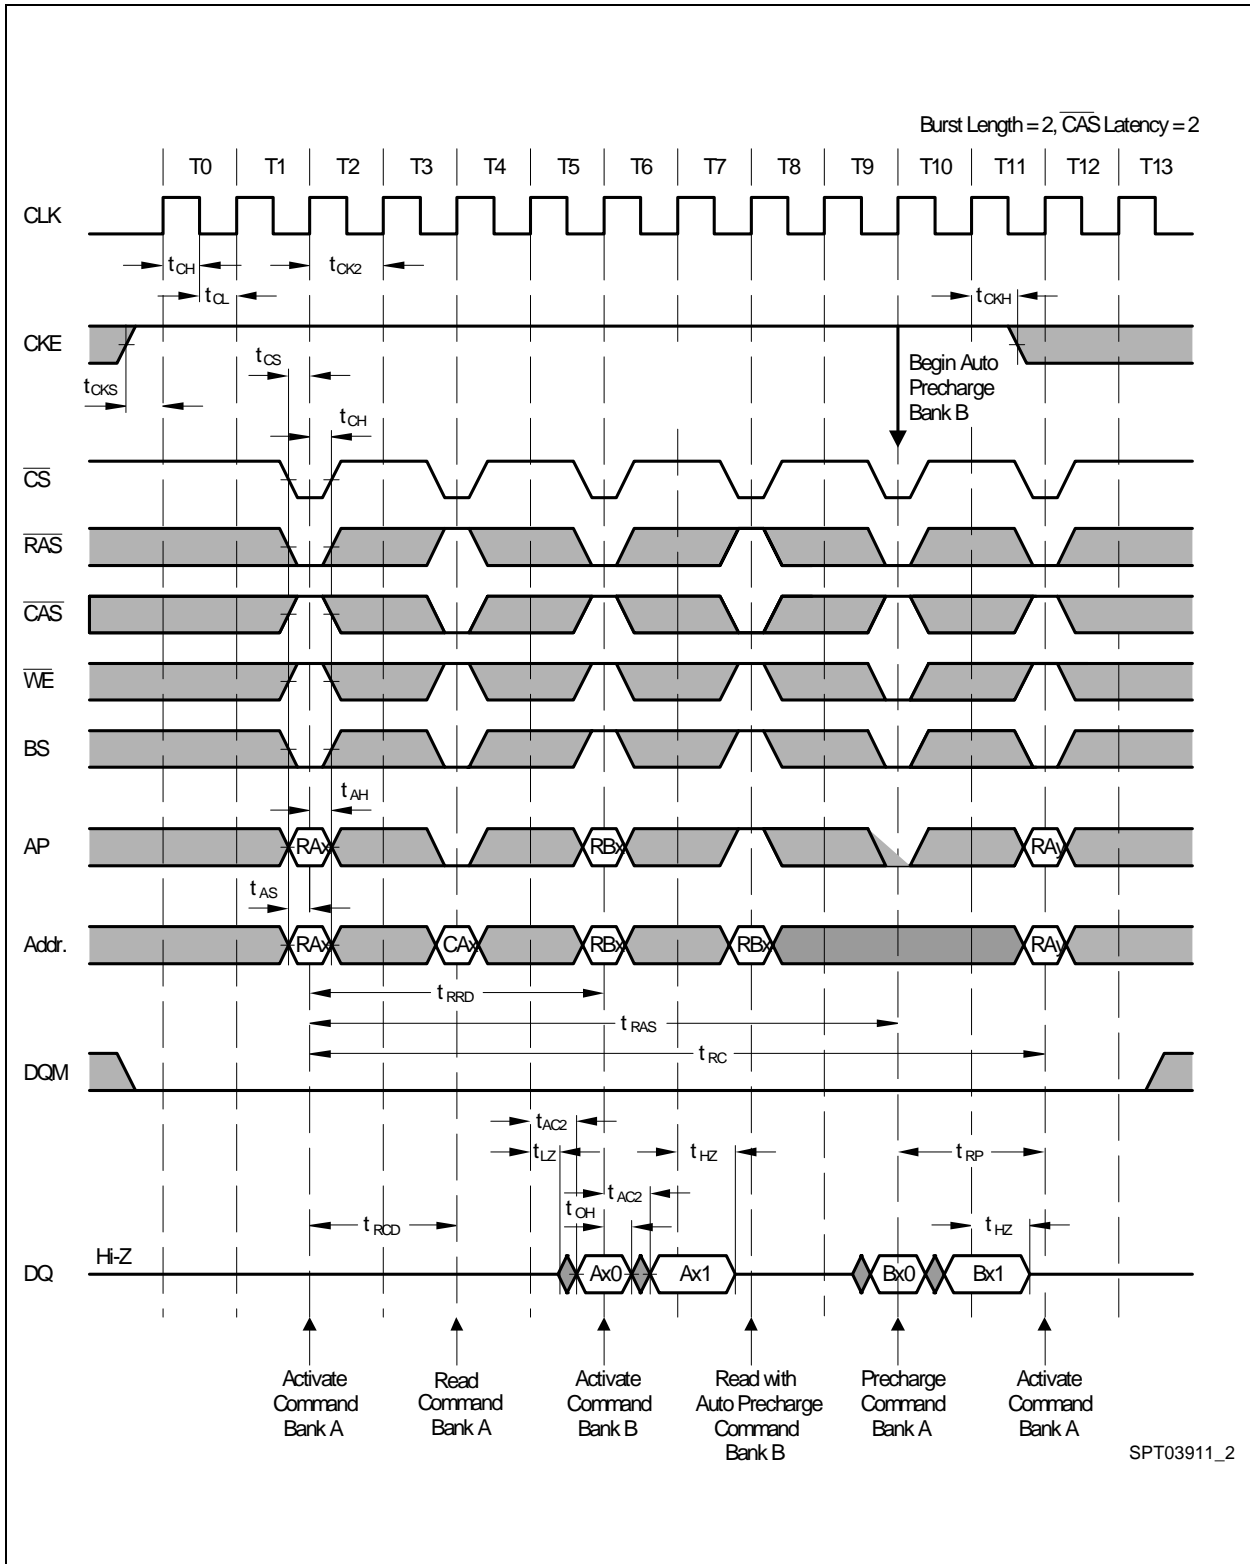 Burst Length = 2, CAS Latency = 2
T0 T1 T2 T3 T4 T5 T6 T7 T8 T9 T10 T11 T12 T13
CLK
tCH tCK2
tCL tCKH
CKE
tCS
Begin Auto
Precharge
Bank B
tCKS
tCH
CS
RAS
CAS
WE
BS
tAH
AP RAx RBx RAy
tAS
Addr. RAx CAx RBx RBx RAy
tRRD
tRAS
tRC
DQM
tAC2
tLZ tHZ tRP
tAC2
tOH
tRCD tHZ
Hi-Z
DQ Ax0 Ax1 Bx0 Bx1
Activate
Command
Bank A
Read
Command
Bank A
Activate
Command
Bank B
Read with
Auto Precharge
Command
Bank B
Precharge
Command
Bank A
Activate
Command
Bank A
SPT03911_2